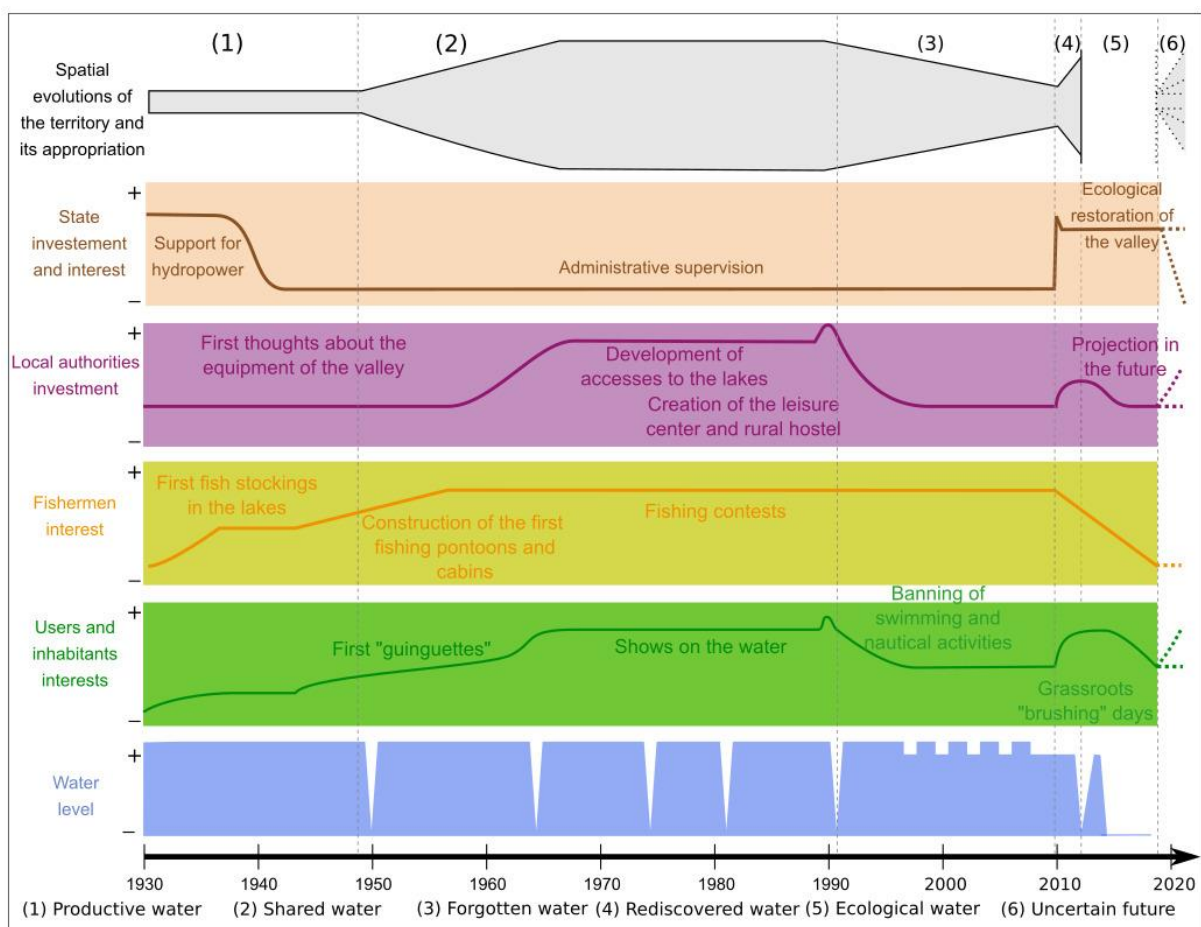 (1)
(2)
(3)
(4)
(5)
(6)
Spatial
evolutions of
the territory and
its appropriation
+
State
investement
and interest
−
Support for
hydropower
Administrative supervision
Ecological
restoration of
the valley
+
Local authorities
investment
−
First thoughts about the
equipment of the valley
Development of
accesses to the lakes
Creation of the leisure
center and rural hostel
Projection in
the future
+
Fishermen
interest
−
First fish stockings
in the lakes
Construction of the first
fishing pontoons and
cabins
Fishing contests
+
Users and
inhabitants
interests
−
First "guinguettes"
Shows on the water
Banning of
swimming and
nautical activities
Grassroots
"brushing" days
+
Water
level
−
1930 1940 1950 1960 1970 1980 1990 2000 2010 2020
(1) Productive water (2) Shared water (3) Forgotten water (4) Rediscovered water (5) Ecological water (6) Uncertain future